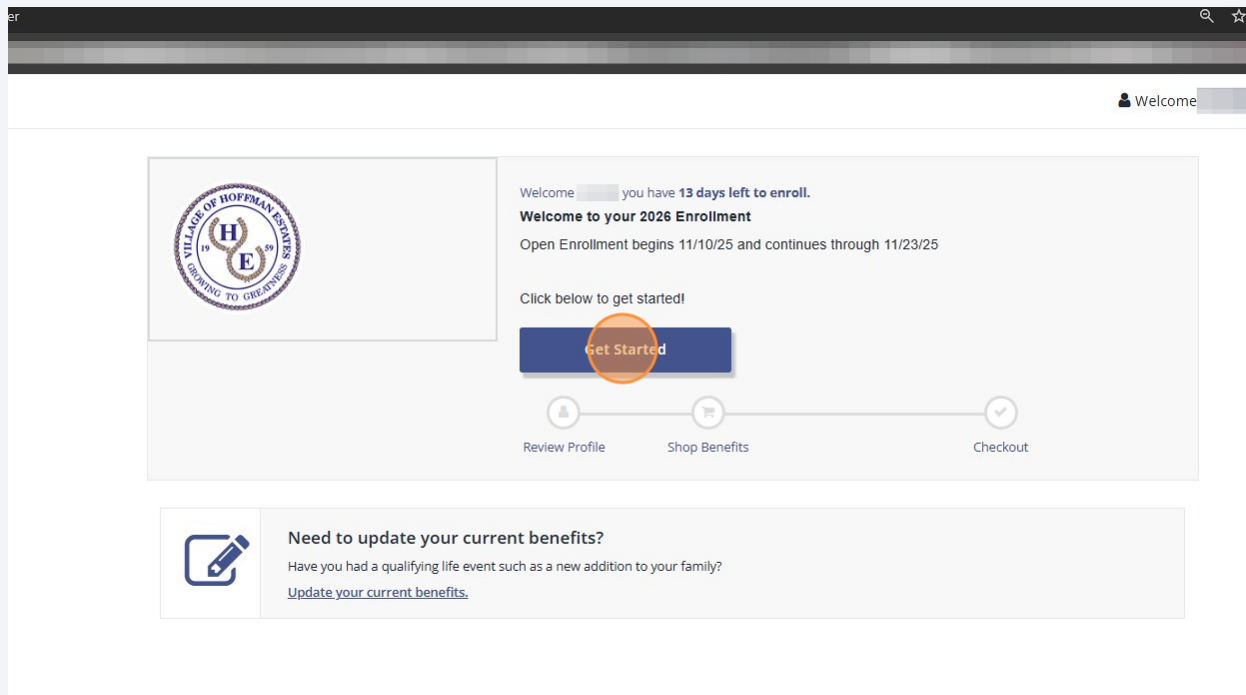 er
Welcome
VILLAGE OF HOFFMAN ESTATES
H
19 59
E
GROWING TO GREATNESS
Welcome you have 13 days left to enroll.
Welcome to your 2026 Enrollment
Open Enrollment begins 11/10/25 and continues through 11/23/25
Click below to get started!
Get Started
Review Profile Shop Benefits Checkout
Need to update your current benefits?
Have you had a qualifying life event such as a new addition to your family?
Update your current benefits.